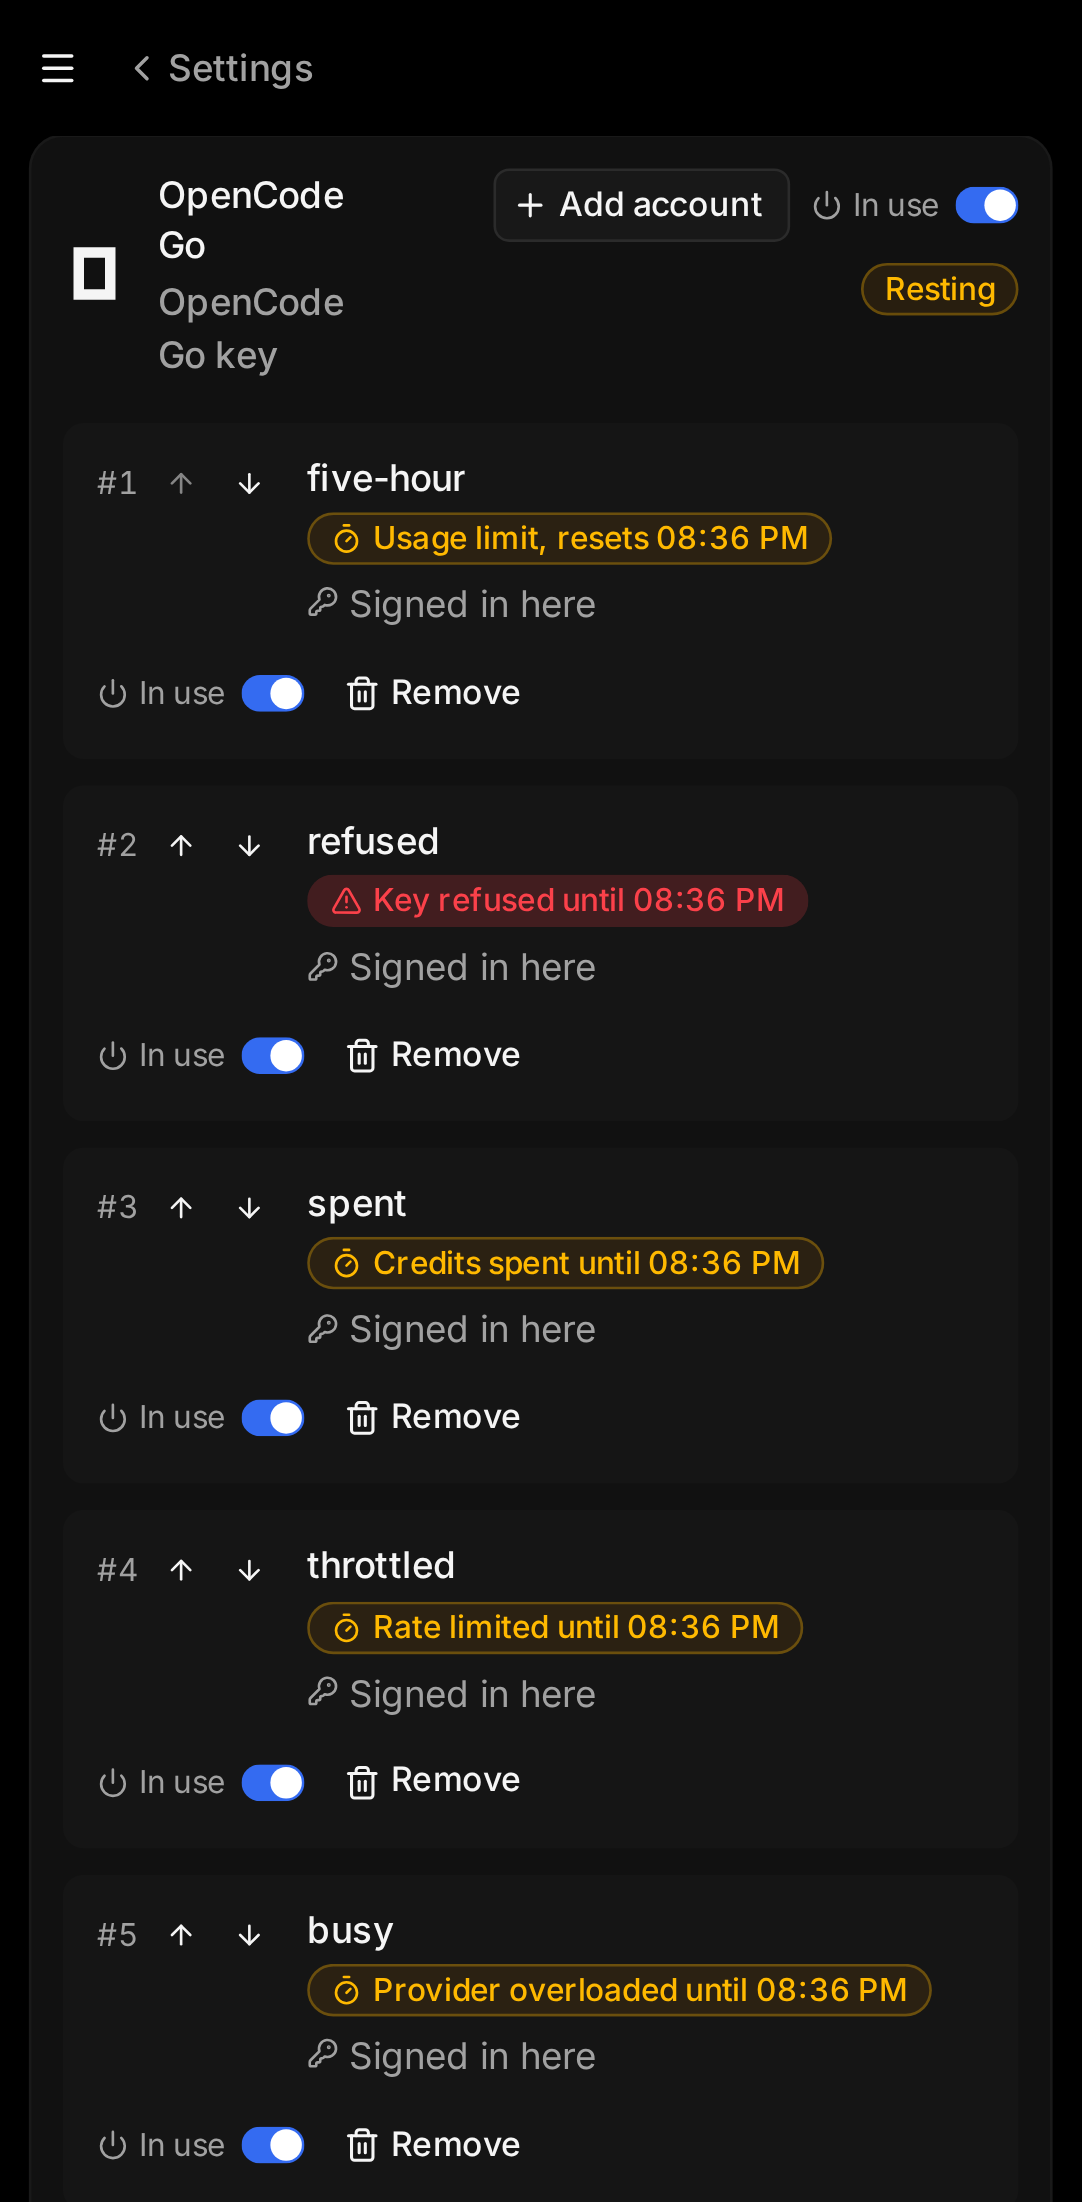 Settings
OpenCode
Go
OpenCode
Go key
Add account
In use
Resting
#1
five-hour
Usage limit, resets 08:36 PM
Signed in here
In use
Remove
#2
refused
Key refused until 08:36 PM
Signed in here
In use
Remove
#3
spent
Credits spent until 08:36 PM
Signed in here
In use
Remove
#4
throttled
Rate limited until 08:36 PM
Signed in here
In use
Remove
#5
busy
Provider overloaded until 08:36 PM
Signed in here
In use
Remove